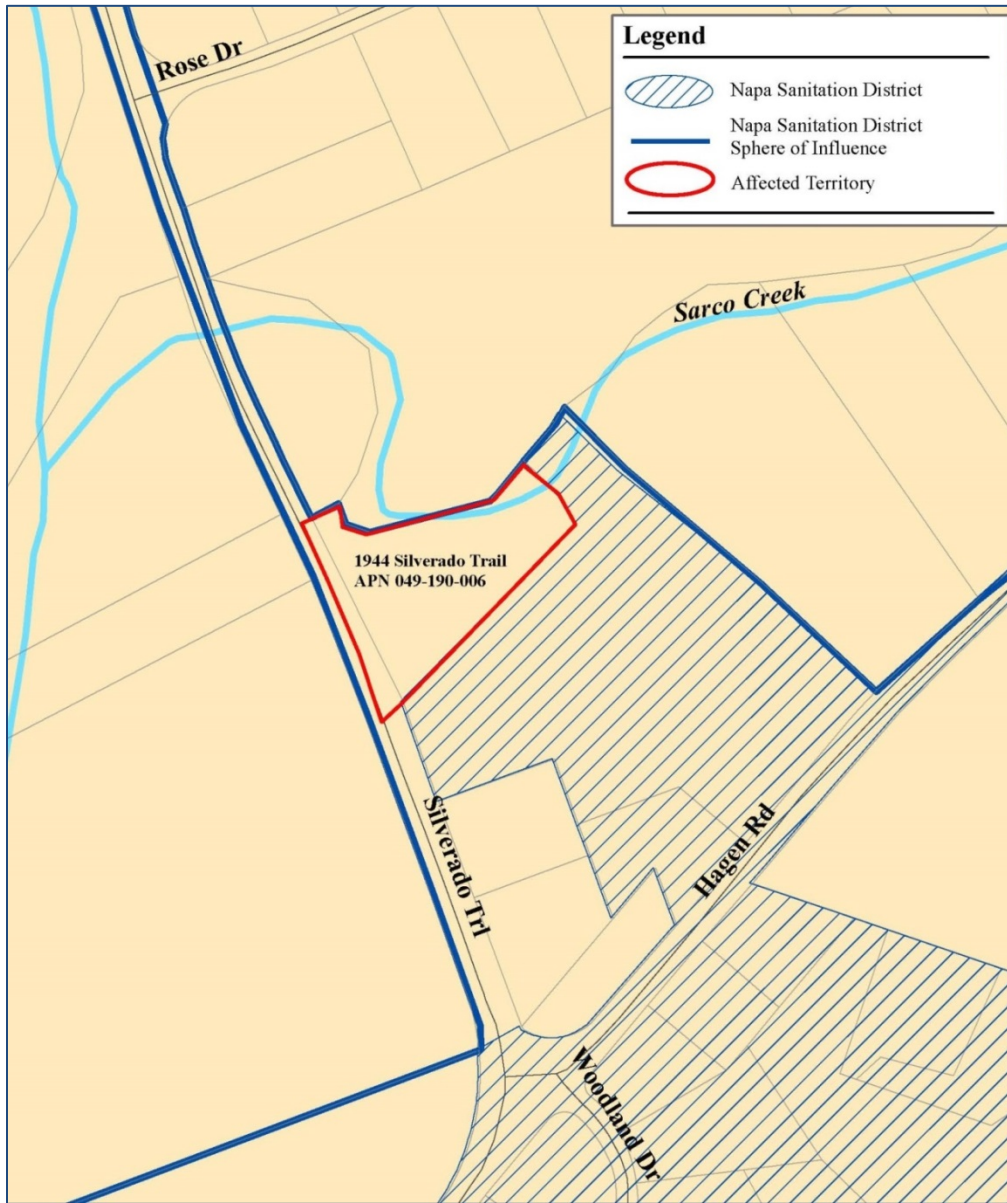 Legend
Napa Sanitation District
Napa Sanitation District
Sphere of Influence
Affected Territory
Rose Dr
Sarco Creek
1944 Silverado Trail
APN 049-190-006
Silverado Trl
Hagen Rd
Woodland Dr